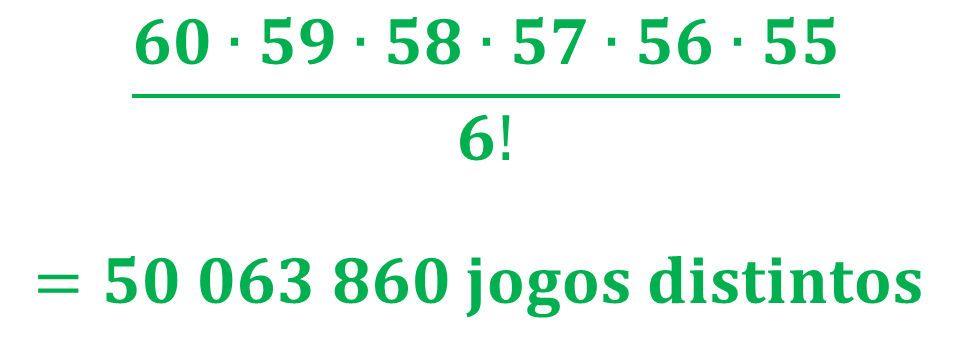 60 · 59 · 58 · 57 · 56 · 55
6!
= 50 063 860 jogos distintos